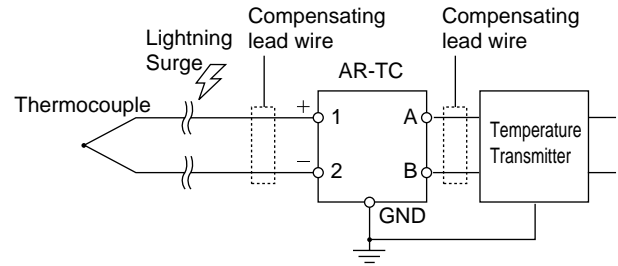 Compensating
lead wire
Compensating
lead wire
Lightning
Surge
AR-TC
Thermocouple
+
1
A
Temperature
Transmitter
−
2
B
GND